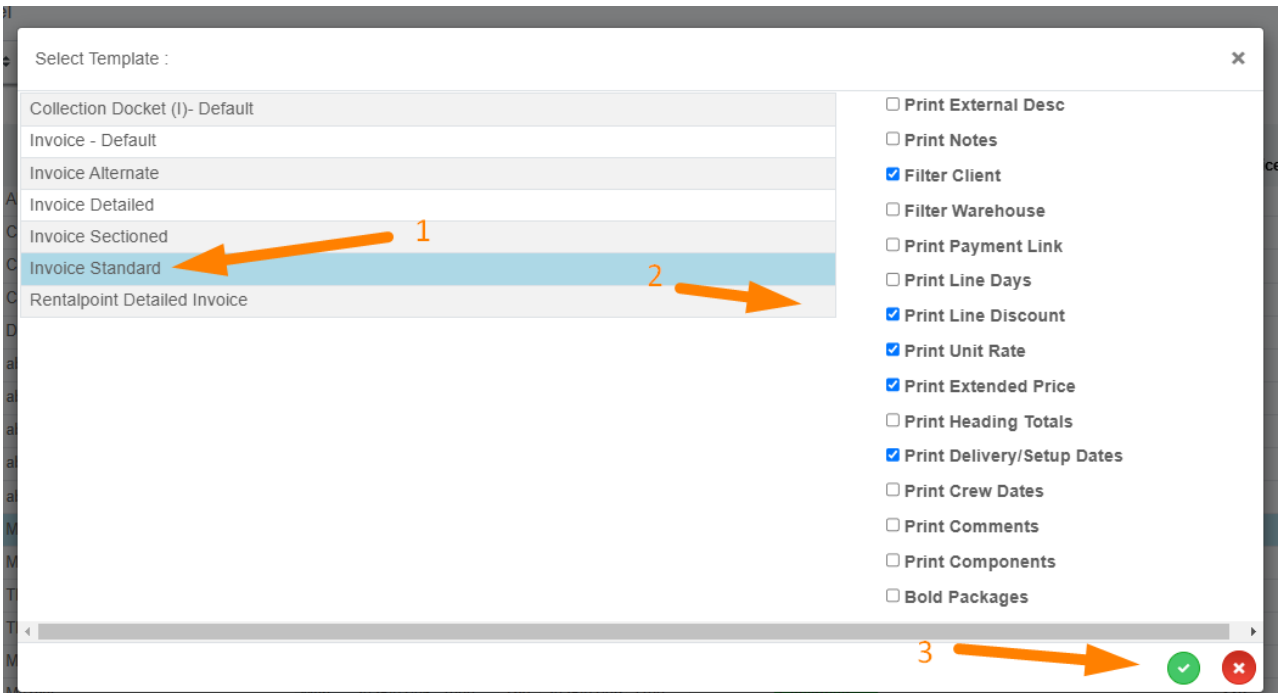 Select Template :
Collection Docket (I)- Default
Invoice - Default
Invoice Alternate
Invoice Detailed
Invoice Sectioned
Invoice Standard
Rentalpoint Detailed Invoice
1
2
Print External Desc
Print Notes
Filter Client
Filter Warehouse
Print Payment Link
Print Line Days
Print Line Discount
Print Unit Rate
Print Extended Price
Print Heading Totals
Print Delivery/Setup Dates
Print Crew Dates
Print Comments
Print Components
Bold Packages
3